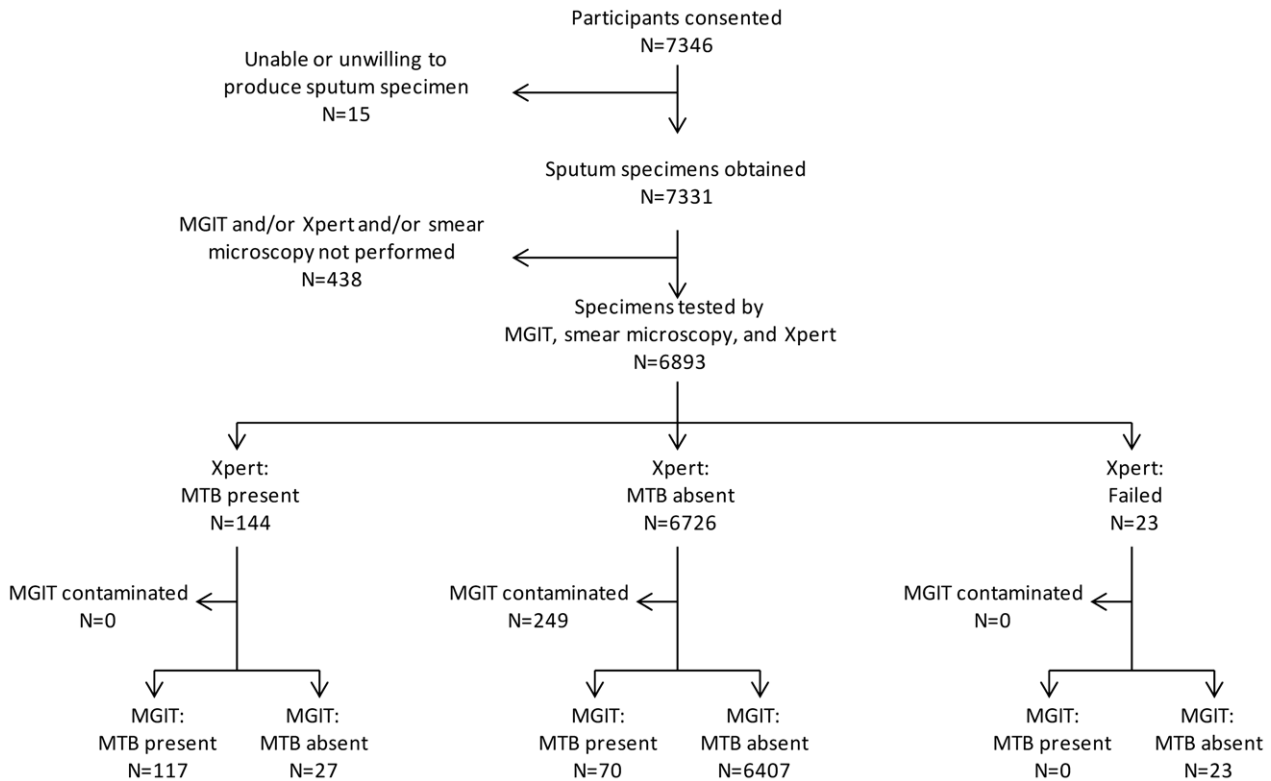 Participants consented
N=7346
Unable or unwilling to
produce sputum specimen
N=15
Sputum specimens obtained
N=7331
MGIT and/or Xpert and/or smear
microscopy not performed
N=438
Specimens tested by
MGIT, smear microscopy, and Xpert
N=6893
Xpert:
MTB present
N=144
Xpert:
MTB absent
N=6726
Xpert:
Failed
N=23
MGIT contaminated
N=0
MGIT contaminated
N=249
MGIT contaminated
N=0
MGIT:
MTB present
N=117
MGIT:
MTB absent
N=27
MGIT:
MTB present
N=70
MGIT:
MTB absent
N=6407
MGIT:
MTB present
N=0
MGIT:
MTB absent
N=23